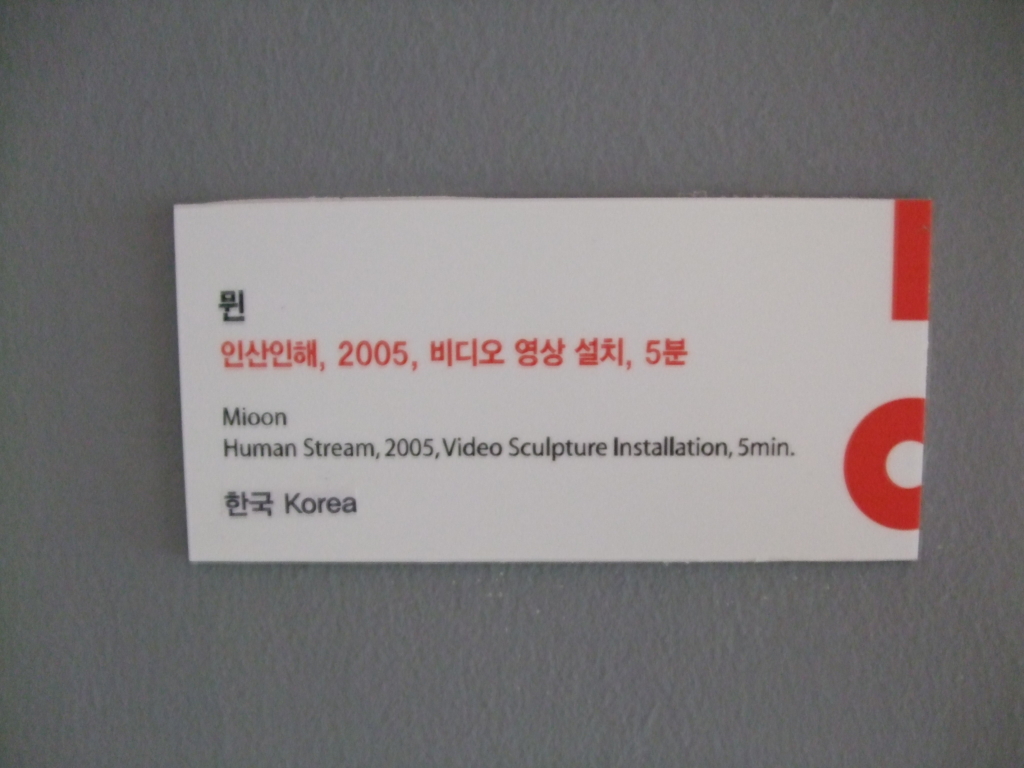 뮌
인산인해, 2005, 비디오 영상 설치, 5분
Mioon
Human Stream, 2005, Video Sculpture Installation, 5min.
한국 Korea